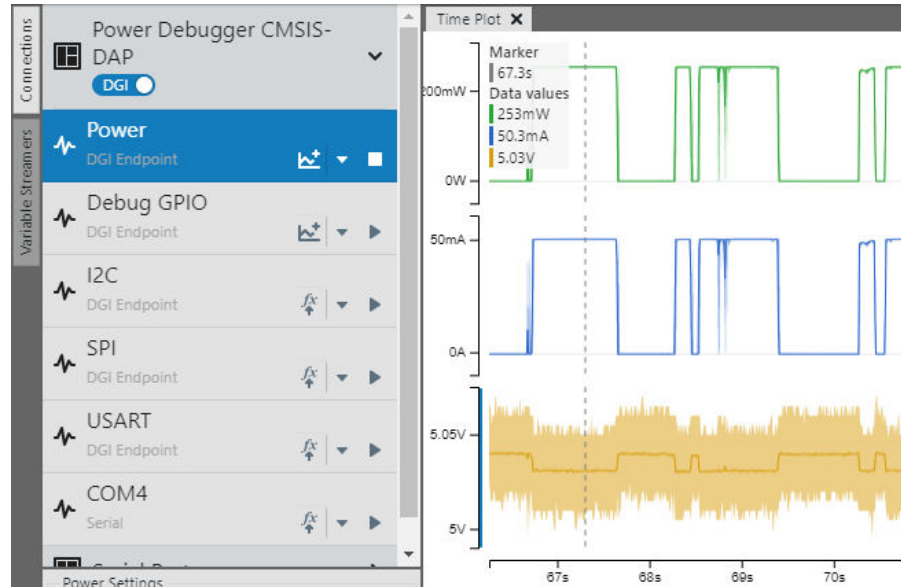 Connections
Variable Streamers
Power Debugger CMSIS-
DAP
DGI
Power
DGI Endpoint
Debug GPIO
DGI Endpoint
I2C
DGI Endpoint
SPI
DGI Endpoint
USART
DGI Endpoint
COM4
Serial
Power Settings
Time Plot
Marker
67.3s
Data values
253mW
50.3mA
5.03V
200mW
0W
50mA
0A
5.05V
5V
67s
68s
69s
70s